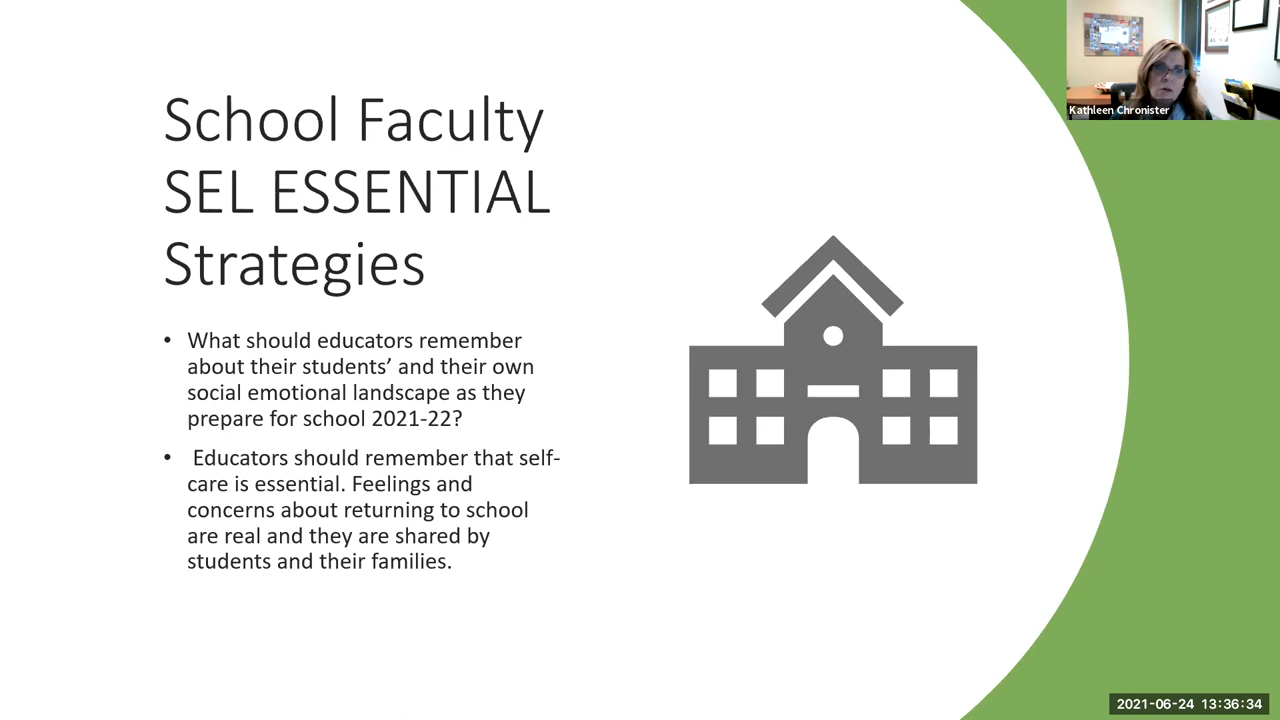 School Faculty
SEL ESSENTIAL
Strategies
• What should educators remember
about their students’ and their own
social emotional landscape as they
prepare for school 2021-22?
• Educators should remember that self-
care is essential. Feelings and
concerns about returning to school
are real and they are shared by
students and their families.
Kathleen Chronister
2021-06-24 13:36:34